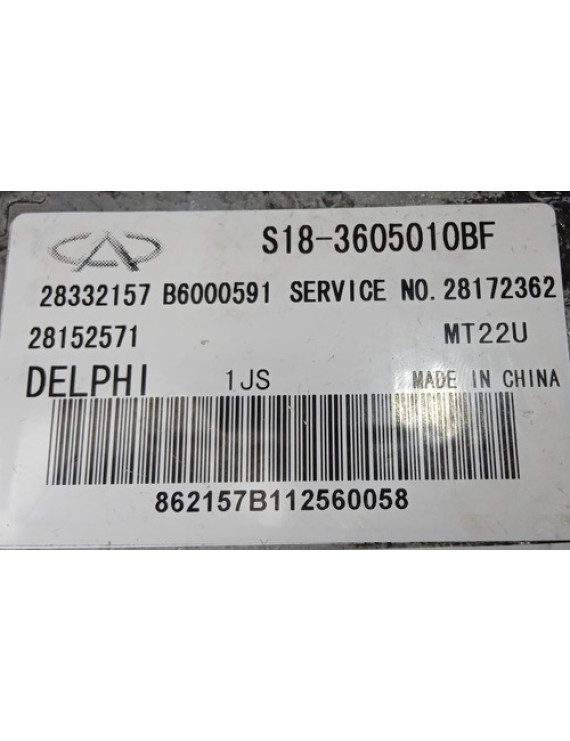 S18-3605010BF
28332157 B6000591 SERVICE NO. 28172362
28152571 MT22U
DELPHI 1JS MADE IN CHINA
862157B112560058